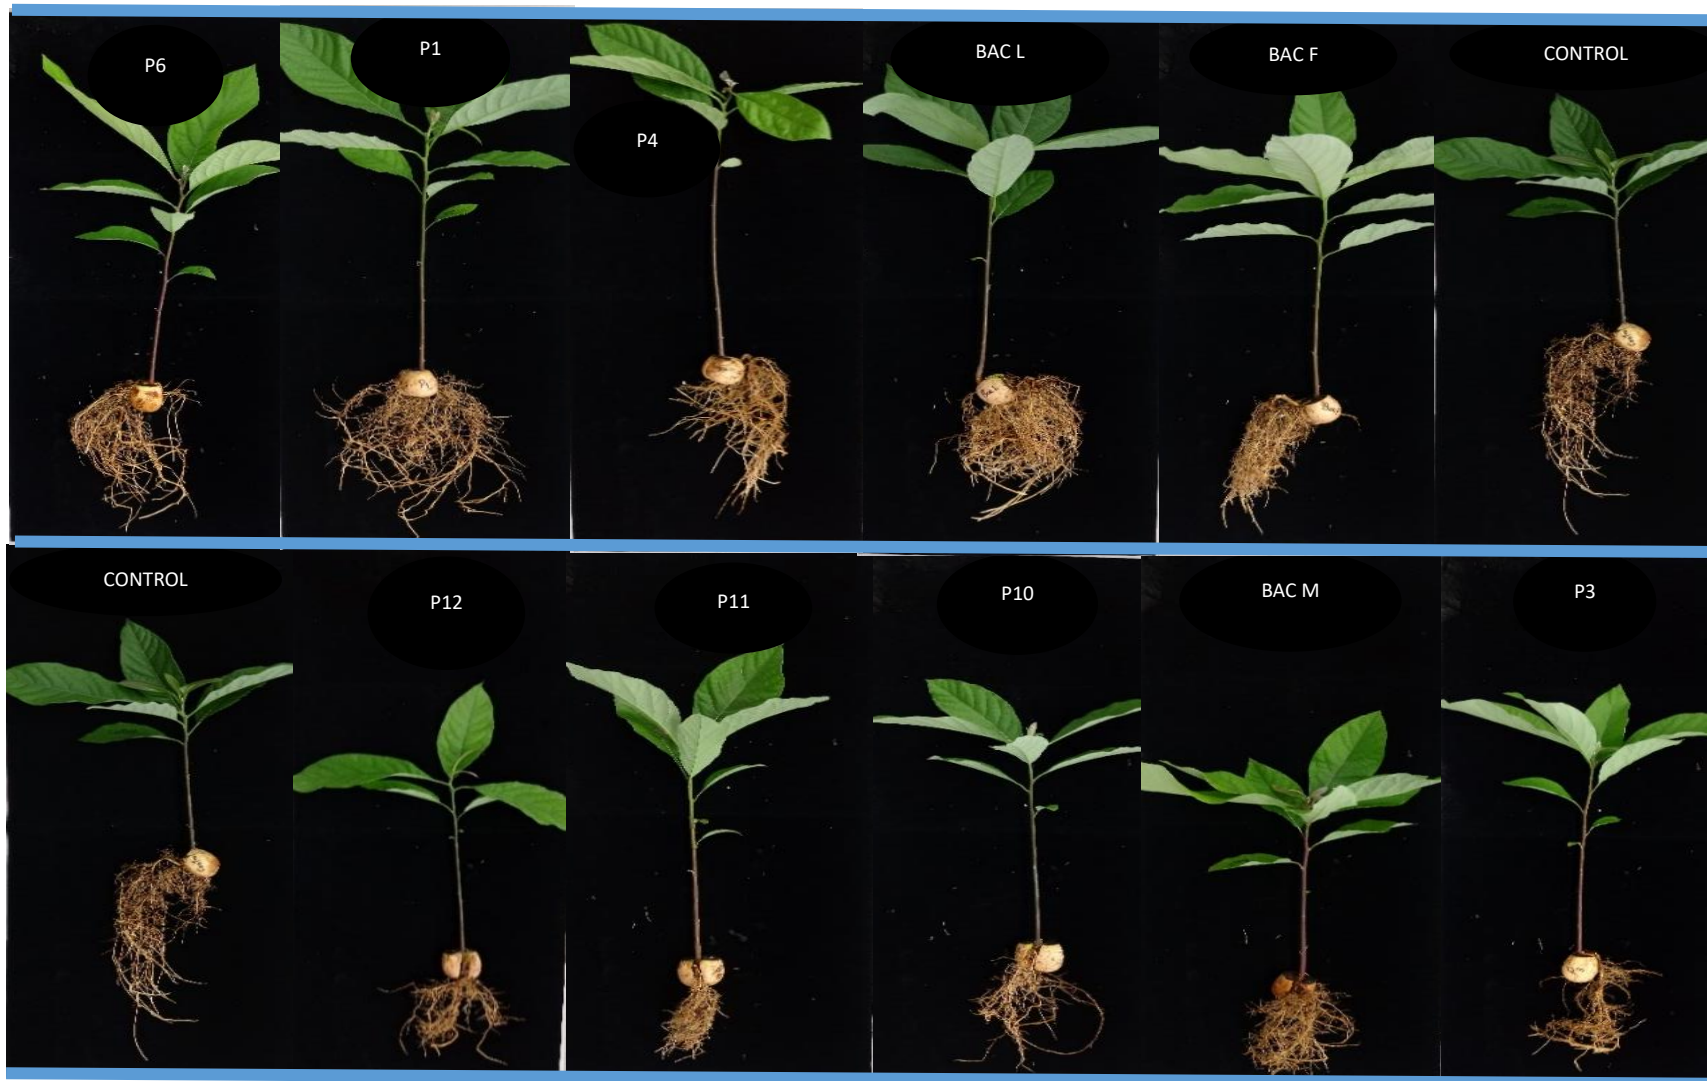 P6
P1
P4
BAC L
BAC F
CONTROL
CONTROL
P12
P11
P10
BAC M
P3